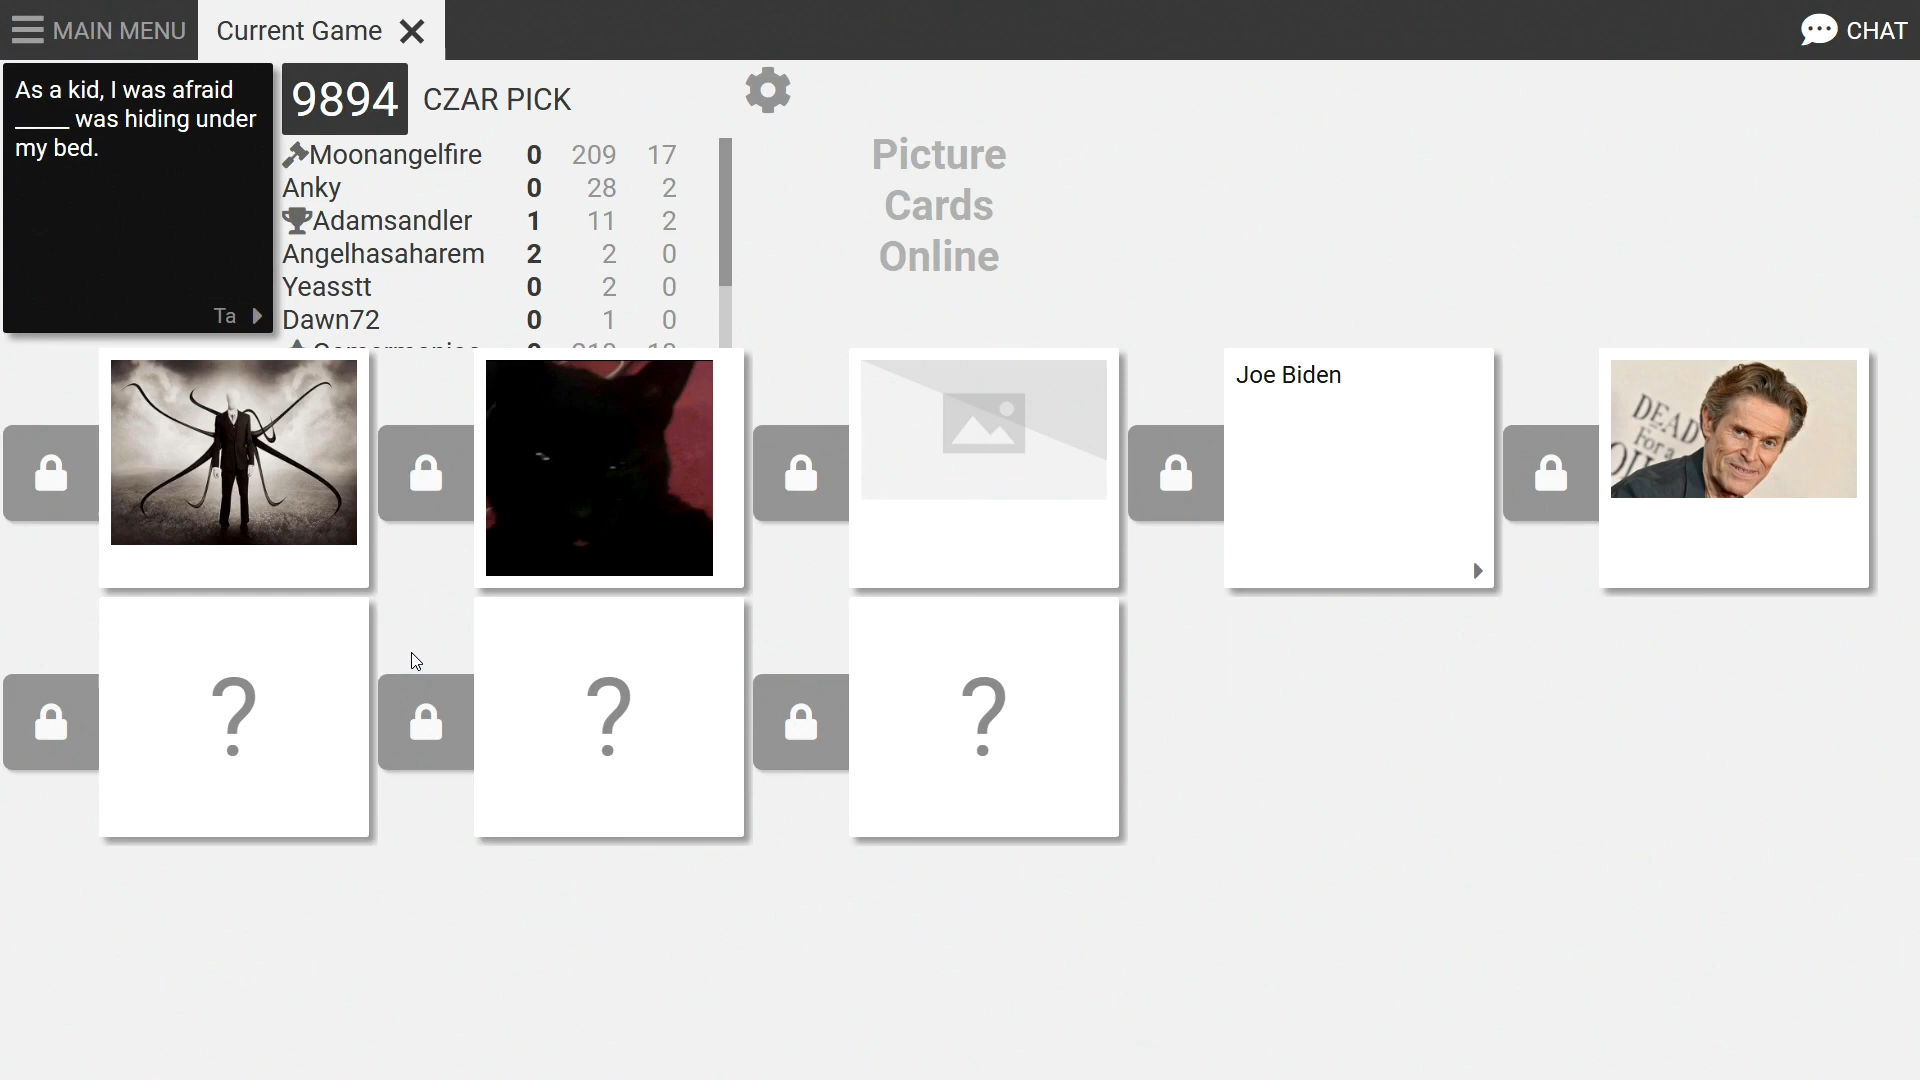 MAIN MENU
Current Game
CHAT
As a kid, I was afraid
_____ was hiding under
my bed.
Ta
9894 CZAR PICK
Moonangelfire 0 209 17
Anky 0 28 2
Adamsandler 1 11 2
Angelhasaharem 2 2 0
Yeasstt 0 2 0
Dawn72 0 1 0
Picture
Cards
Online
Joe Biden
DEAD
For a
? ? ?